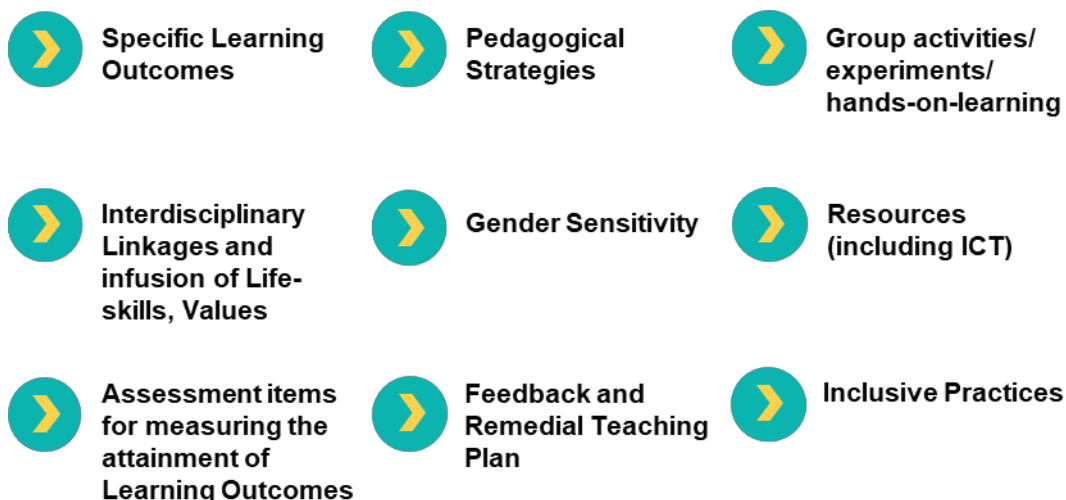 Specific Learning
Outcomes
Pedagogical
Strategies
Group activities/
experiments/
hands-on-learning
Interdisciplinary
Linkages and
infusion of Life-
skills, Values
Gender Sensitivity
Resources
(including ICT)
Assessment items
for measuring the
attainment of
Learning Outcomes
Feedback and
Remedial Teaching
Plan
Inclusive Practices